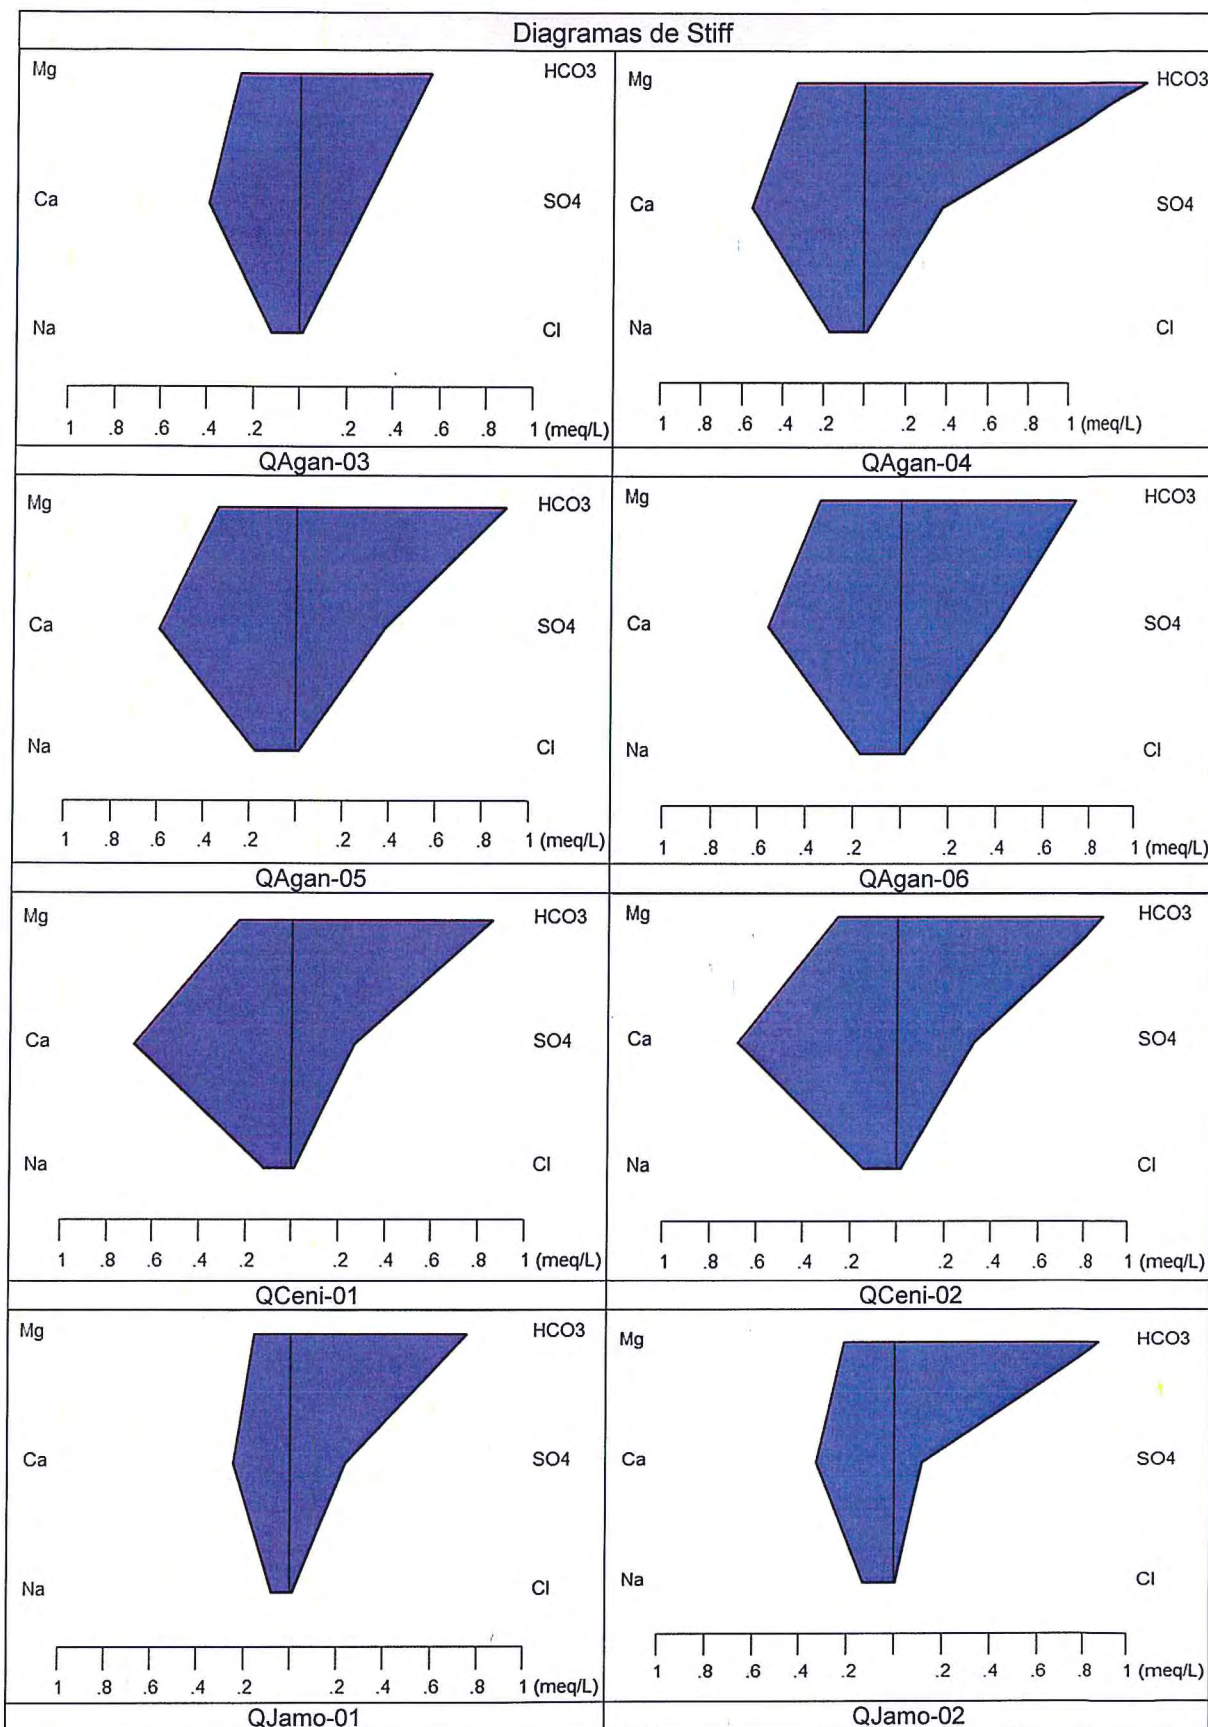 Diagramas de Stiff
Mg HCO3 Mg HCO3
Ca SO4 Ca SO4
Na Cl Na Cl
1 .8 .6 .4 .2 .2 .4 .6 .8 1 (meq/L) 1 .8 .6 .4 .2 .2 .4 .6 .8 1 (meq/L)
QAgan-03 QAgan-04
Mg HCO3 Mg HCO3
Ca SO4 Ca SO4
Na Cl Na Cl
1 .8 .6 .4 .2 .2 .4 .6 .8 1 (meq/L) 1 .8 .6 .4 .2 .2 .4 .6 .8 1 (meq/L)
QAgan-05 QAgan-06
Mg HCO3 Mg HCO3
Ca SO4 Ca SO4
Na Cl Na Cl
1 .8 .6 .4 .2 .2 .4 .6 .8 1 (meq/L) 1 .8 .6 .4 .2 .2 .4 .6 .8 1 (meq/L)
QCeni-01 QCeni-02
Mg HCO3 Mg HCO3
Ca SO4 Ca SO4
Na Cl Na Cl
1 .8 .6 .4 .2 .2 .4 .6 .8 1 (meq/L) 1 .8 .6 .4 .2 .2 .4 .6 .8 1 (meq/L)
QJamo-01 QJamo-02